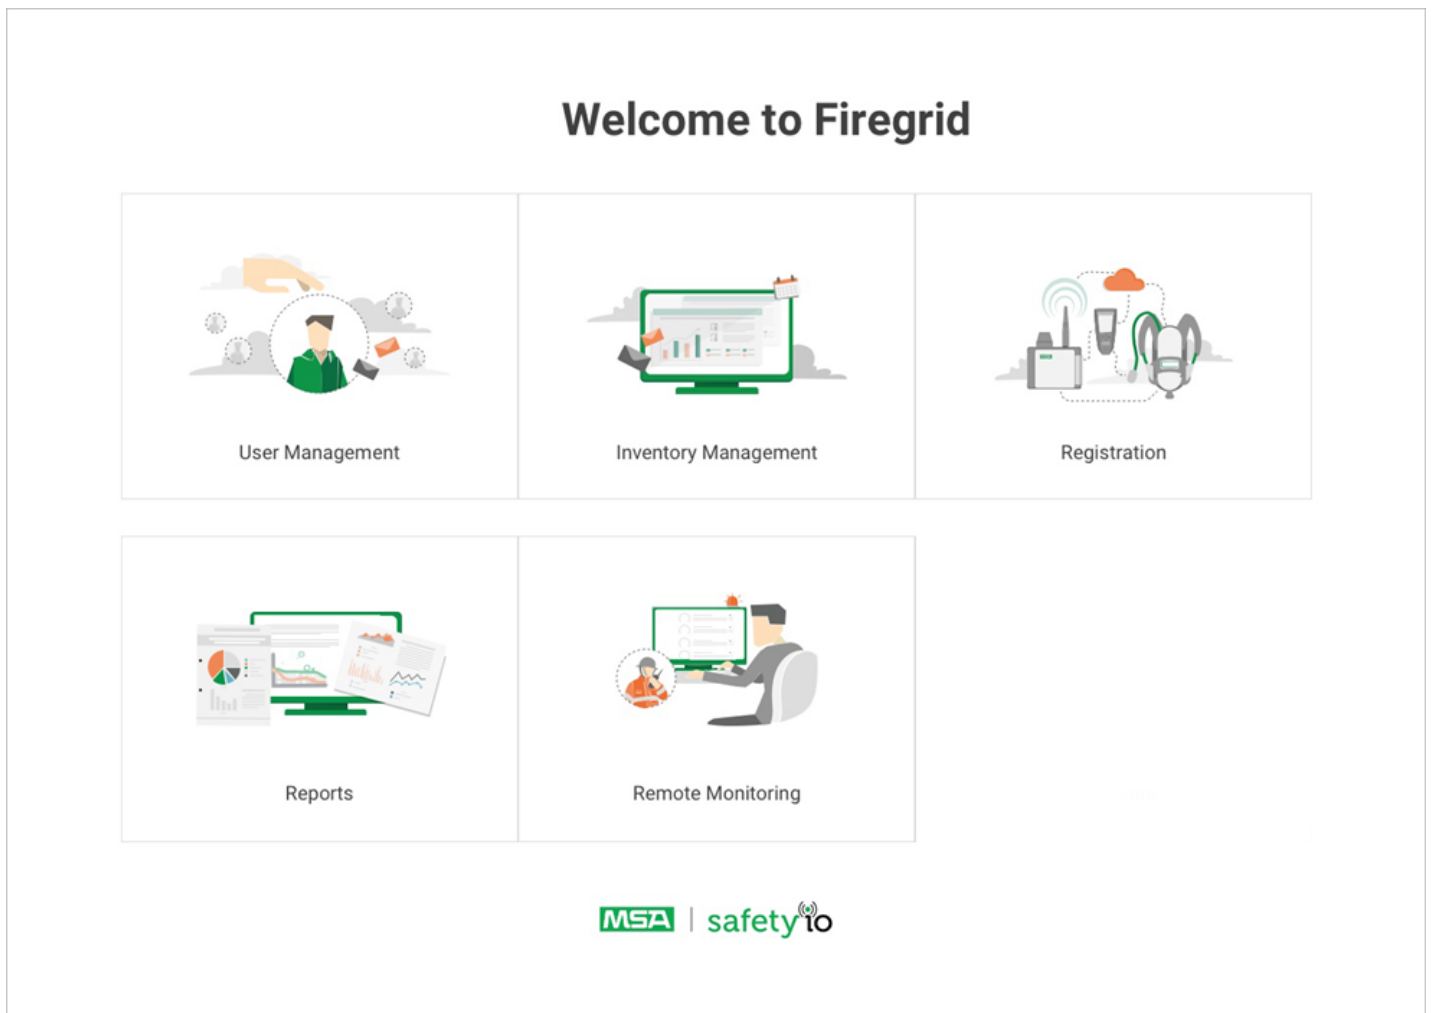 Welcome to Firegrid
User Management
Inventory Management
Registration
Reports
Remote Monitoring
MSA | safety io